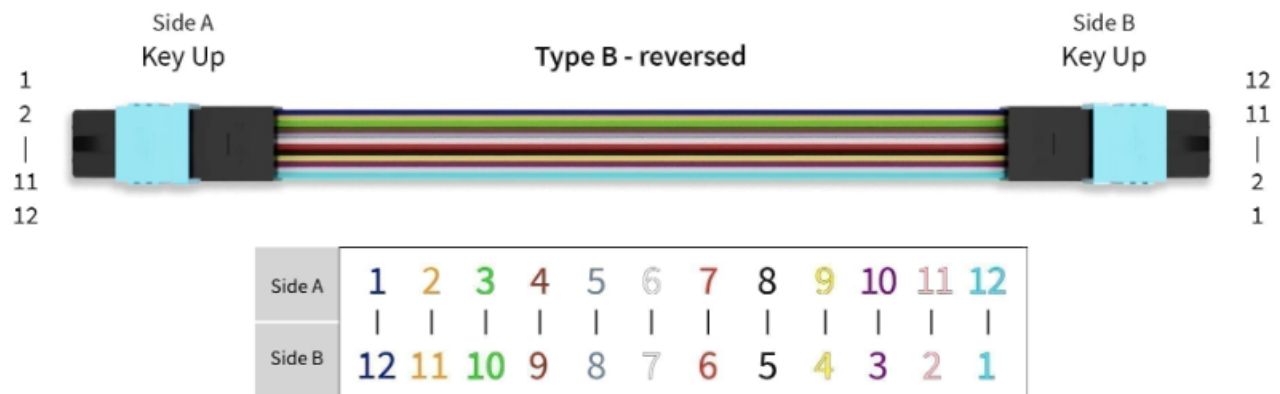 Side A
Key Up
Type B - reversed
Side B
Key Up
1
2
|
11
12
12
11
|
2
1
Side A 1 2 3 4 5 6 7 8 9 10 11 12
| | | | | | | | | | | |
Side B 12 11 10 9 8 7 6 5 4 3 2 1